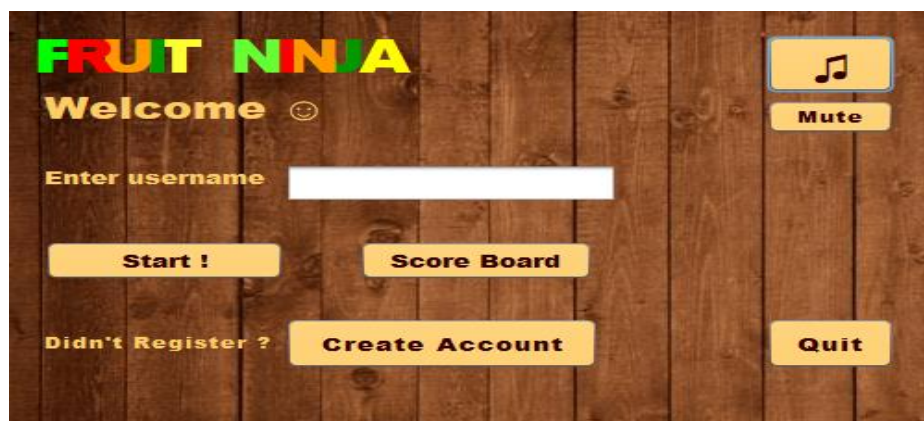 FRUIT NINJA
Welcome ☺
♫
Mute
Enter username
Start !
Score Board
Didn't Register ?
Create Account
Quit